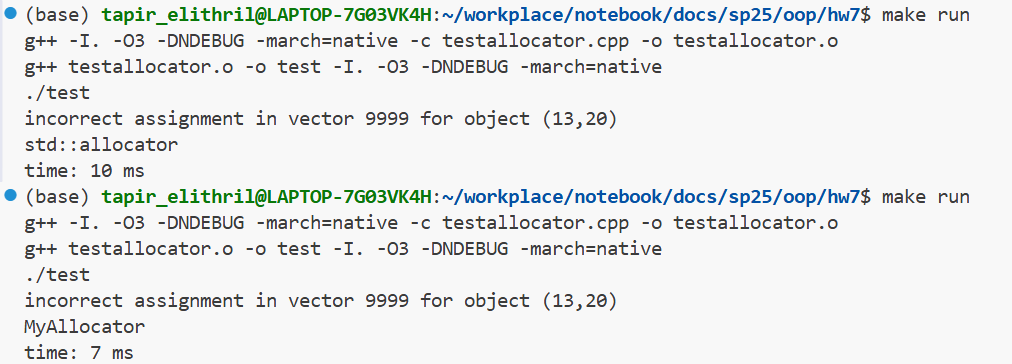 (base) tapir_elithril@LAPTOP-7G03VK4H:~/workplace/notebook/docs/sp25/oop/hw7$ make run
g++ -I. -O3 -DNDEBUG -march=native -c testallocator.cpp -o testallocator.o
g++ testallocator.o -o test -I. -O3 -DNDEBUG -march=native
./test
incorrect assignment in vector 9999 for object (13,20)
std::allocator
time: 10 ms
(base) tapir_elithril@LAPTOP-7G03VK4H:~/workplace/notebook/docs/sp25/oop/hw7$ make run
g++ -I. -O3 -DNDEBUG -march=native -c testallocator.cpp -o testallocator.o
g++ testallocator.o -o test -I. -O3 -DNDEBUG -march=native
./test
incorrect assignment in vector 9999 for object (13,20)
MyAllocator
time: 7 ms